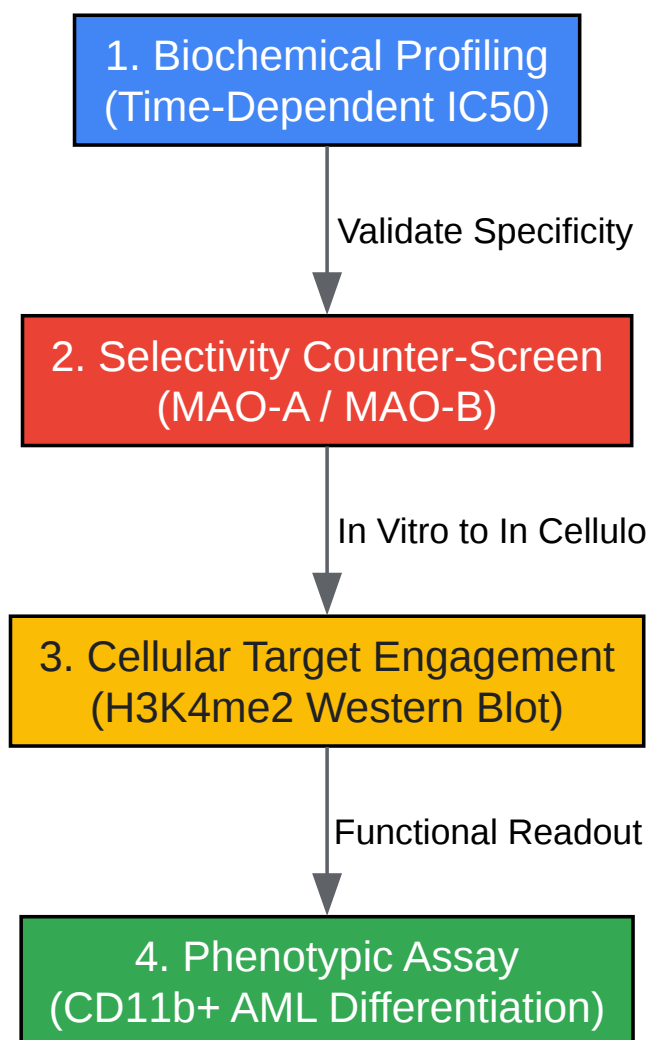 1. Biochemical Profiling
(Time-Dependent IC50)
Validate Specificity
2. Selectivity Counter-Screen
(MAO-A / MAO-B)
In Vitro to In Cellulo
3. Cellular Target Engagement
(H3K4me2 Western Blot)
Functional Readout
4. Phenotypic Assay
(CD11b+ AML Differentiation)